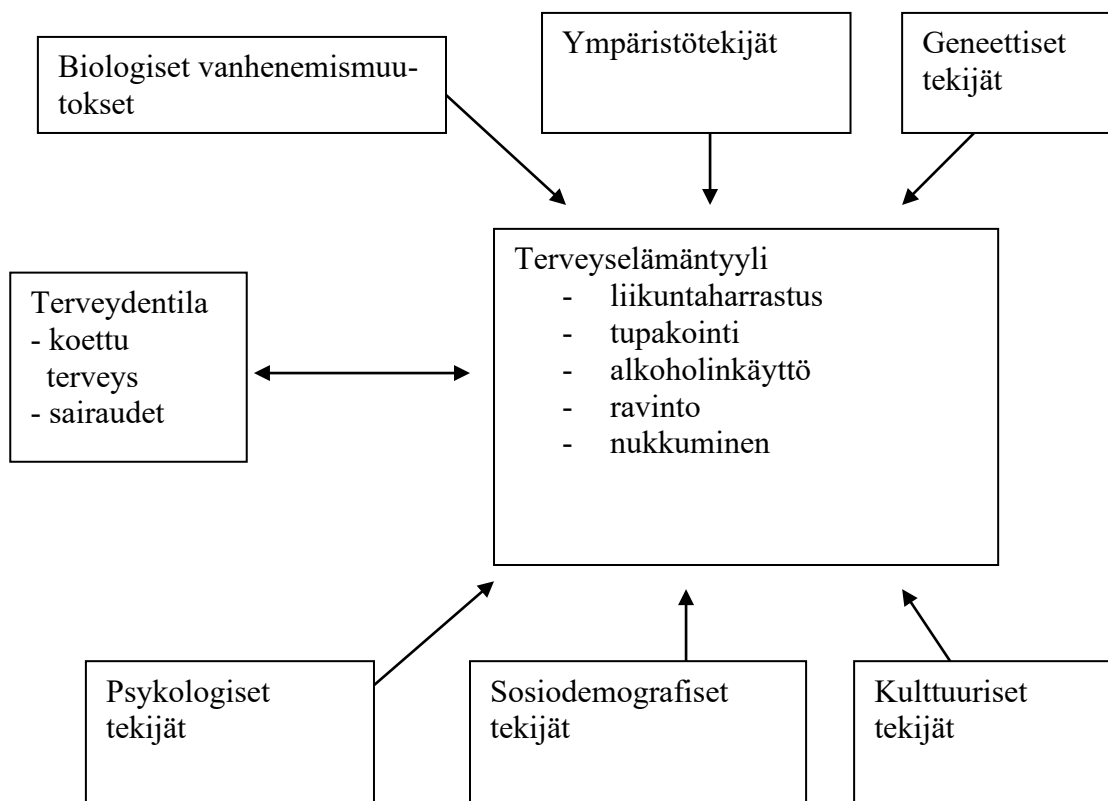 Biologiset vanhenemismuu-
tokset
Ympäristötekijät
Geneettiset
tekijät
Terveydentila
- koettu
terveys
- sairaudet
Terveyselämäntyyli
- liikuntaharrastus
- tupakointi
- alkoholinkäyttö
- ravinto
- nukkuminen
Psykologiset
tekijät
Sosiodemografiset
tekijät
Kulttuuriset
tekijät